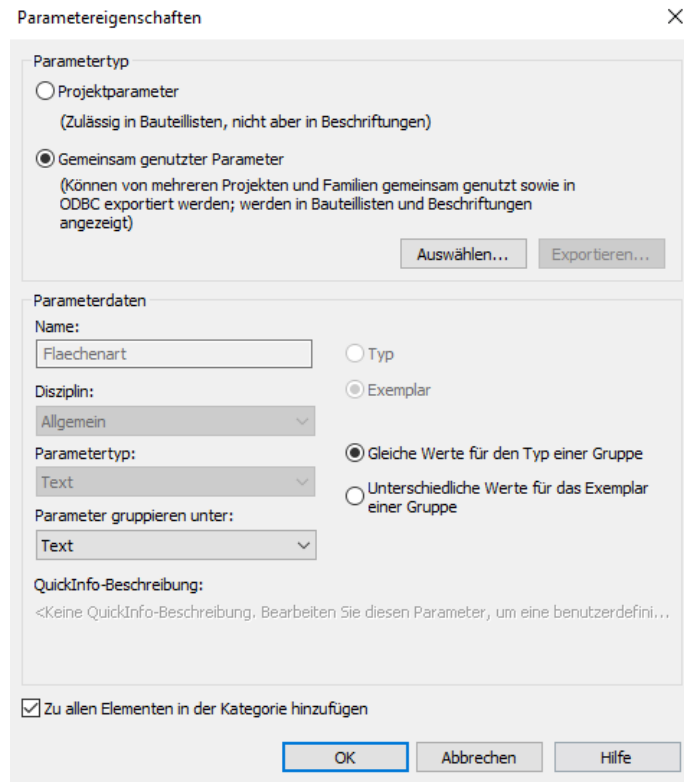 Parametereigenschaften
Parametertyp
Projektparameter
(Zulässig in Bauteillisten, nicht aber in Beschriftungen)
Gemeinsam genutzter Parameter
(Können von mehreren Projekten und Familien gemeinsam genutzt sowie in
ODBC exportiert werden; werden in Bauteillisten und Beschriftungen
angezeigt)
Auswählen... Exportieren...
Parameterdaten
Name:
Flaechenart
Typ
Disziplin:
Exemplar
Allgemein
Parametertyp:
Gleiche Werte für den Typ einer Gruppe
Text
Unterschiedliche Werte für das Exemplar
einer Gruppe
Parameter gruppieren unter:
Text
QuickInfo-Beschreibung:
<Keine QuickInfo-Beschreibung. Bearbeiten Sie diesen Parameter, um eine benutzerdefini...
Zu allen Elementen in der Kategorie hinzufügen
OK Abbrechen Hilfe